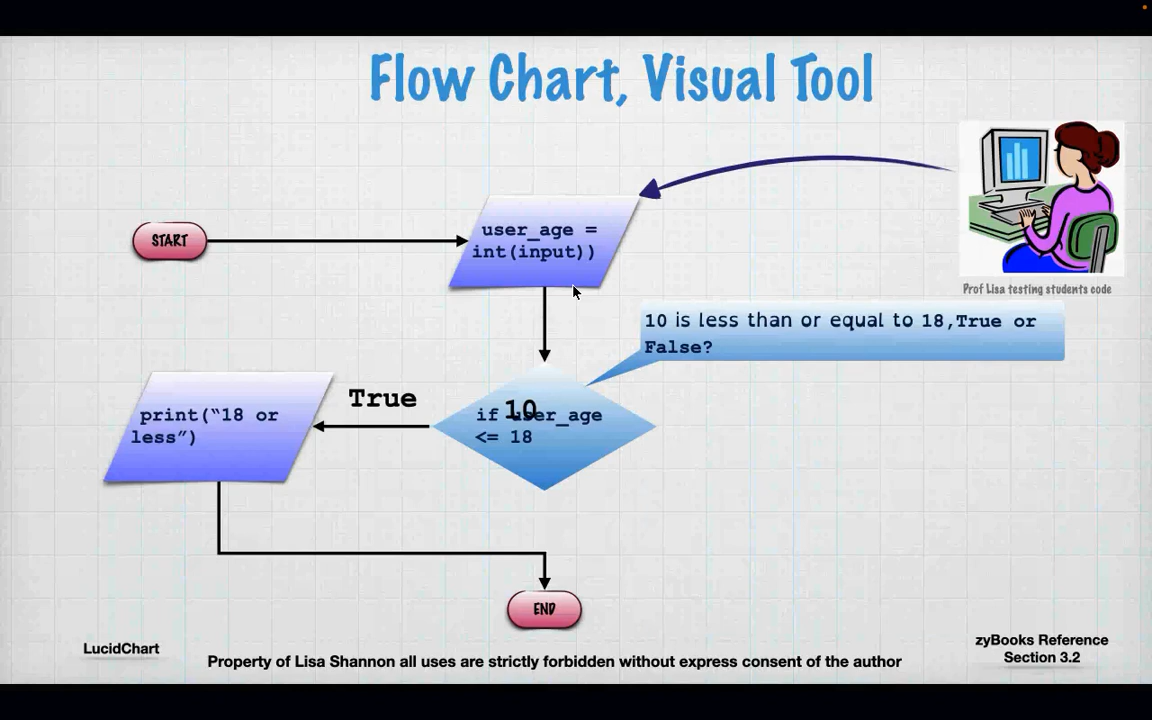 Flow Chart, Visual Tool
START
user_age =
int(input))
Prof Lisa testing students code
10 is less than or equal to 18,True or
False?
True
10
if user_age
<= 18
print(“18 or
less”)
END
LucidChart
Property of Lisa Shannon all uses are strictly forbidden without express consent of the author
zyBooks Reference
Section 3.2